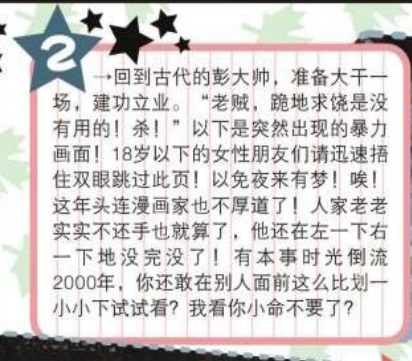 2
→回到古代的彭大帅，准备大干一
场，建功立业。“老贼，跪地求饶是没
有用的！杀！”以下是突然出现的暴力
画面！18岁以下的女性朋友们请迅速捂
住双眼跳过此页！以免夜来有梦！唉！
这年头连漫画家也不厚道了！人家老老
实实不还手也就算了，他还在左一下右
一下地没完没了！有本事时光倒流
2000年，你还敢在别人面前这么比划一
小小下试试看？我看你小命不要了？